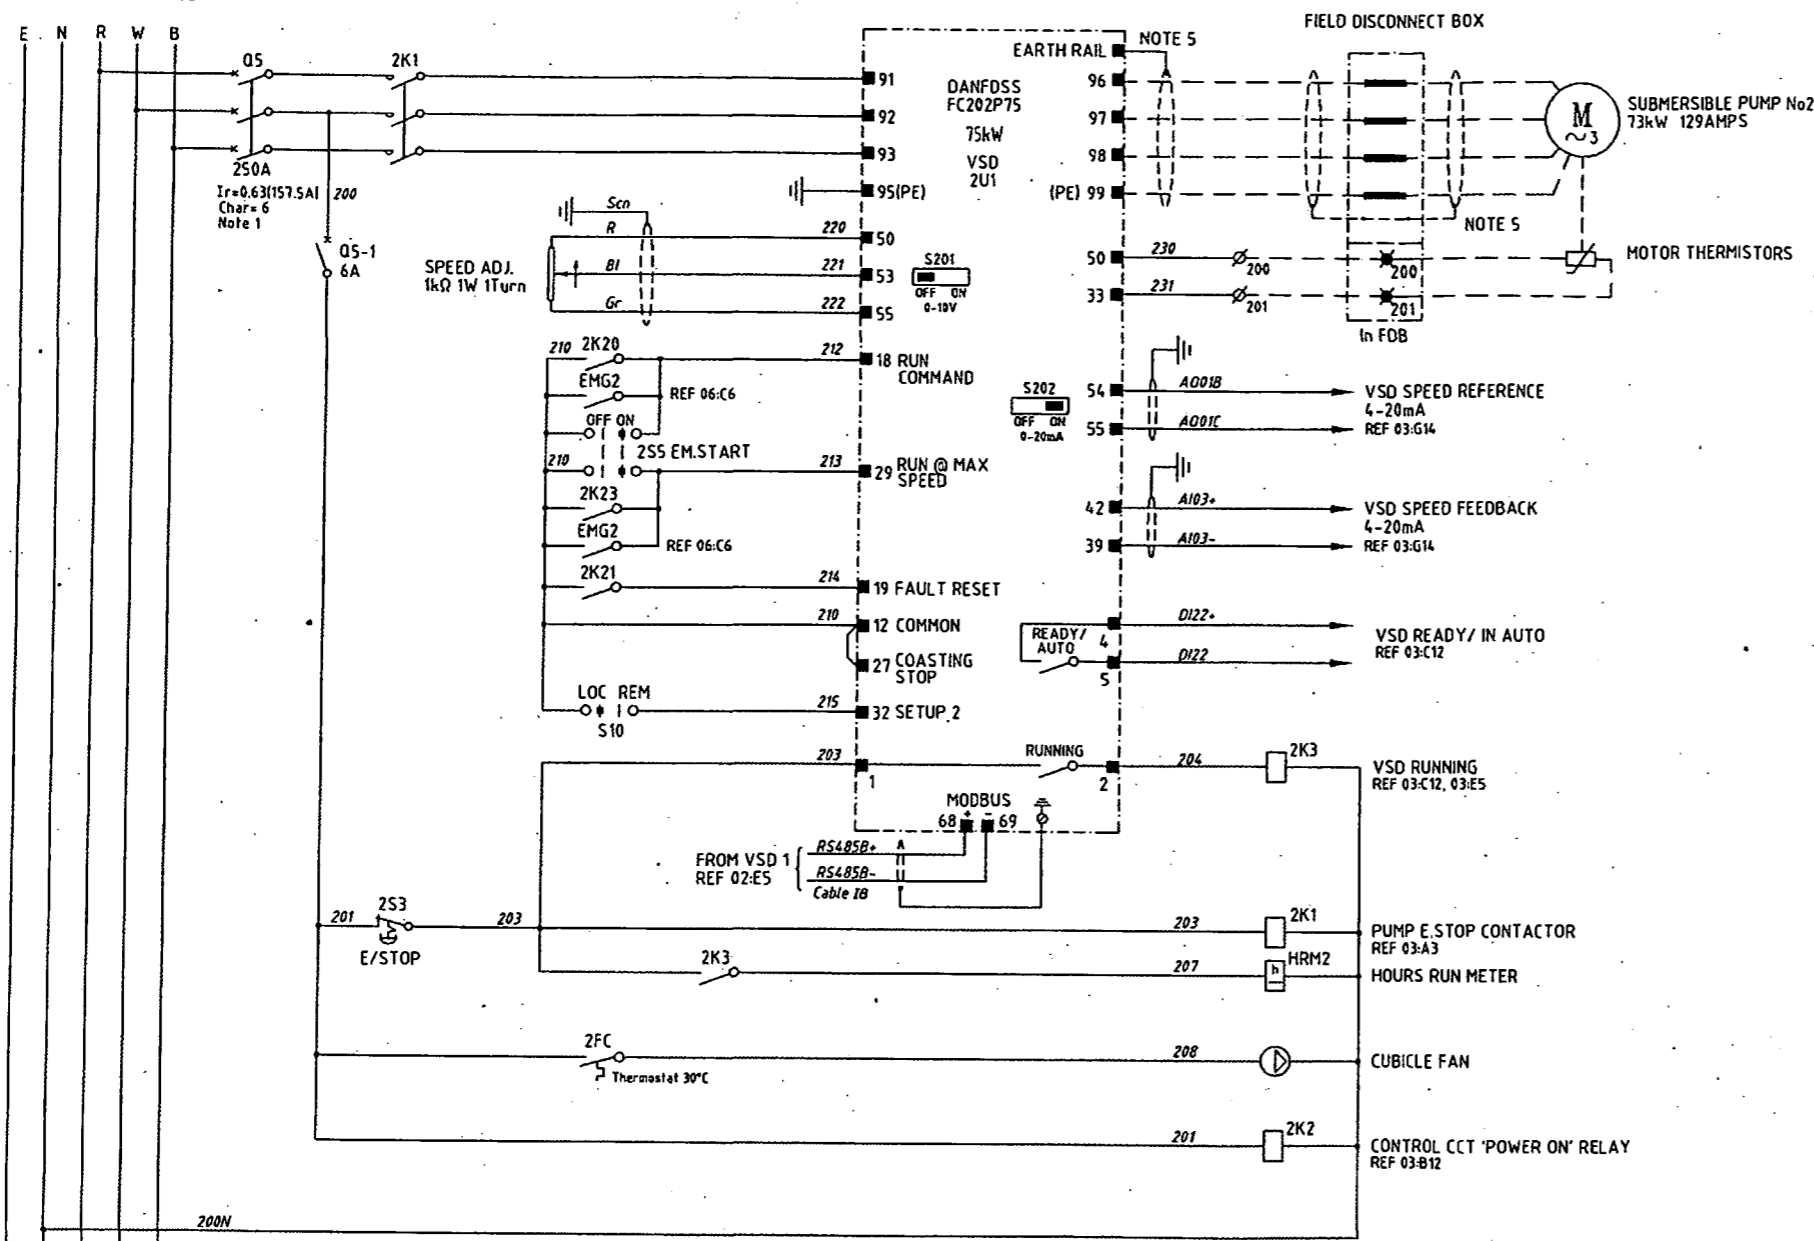 FIELD DISCONNECT BOX
E N R W B
Q5
2K1
250A
Ir=0.63(157.5A)
Char= 6
Note 1
200
Q5-1
6A
EARTH RAIL
NOTE 5
DANFOSS
FC202P75
75kW
VSD
2U1
91
92
93
95(PE)
96
97
98
(PE) 99
M
~3
SUBMERSIBLE PUMP No2
73kW 129AMPS
NOTE 5
SPEED ADJ.
1kΩ 1W 1Turn
Scn
R
220
50
Bl
221
53
Gr
222
55
S201
OFF ON
0-10V
50
230
200
200
33
231
201
201
MOTOR THERMISTORS
In FDB
210
2K20
212
18 RUN
COMMAND
EMG2
REF 06:C6
OFF ON
2S5 EM.START
210
213
29 RUN @ MAX
SPEED
2K23
EMG2
REF 06:C6
2K21
214
19 FAULT RESET
210
12 COMMON
27 COASTING
STOP
LOC REM
S10
215
32 SETUP 2
S202
OFF ON
0-20mA
54
AO01B
VSD SPEED REFERENCE
4-20mA
55
AO01C
REF 03:G14
42
AI03+
VSD SPEED FEEDBACK
4-20mA
39
AI03-
REF 03:G14
READY/
AUTO
4
DI22+
VSD READY/ IN AUTO
REF 03:C12
5
DI22
203
1
RUNNING
2
204
2K3
VSD RUNNING
REF 03:C12, 03:E5
MODBUS
+ -
68 69
FROM VSD 1
REF 02:E5
RS485B+
RS485B-
Cable IB
201
2S3
E/STOP
203
203
2K1
PUMP E.STOP CONTACTOR
REF 03:A3
2K3
207
HRM2
h
HOURS RUN METER
2FC
Thermostat 30°C
208
CUBICLE FAN
201
2K2
CONTROL CCT 'POWER ON' RELAY
REF 03:B12
200N